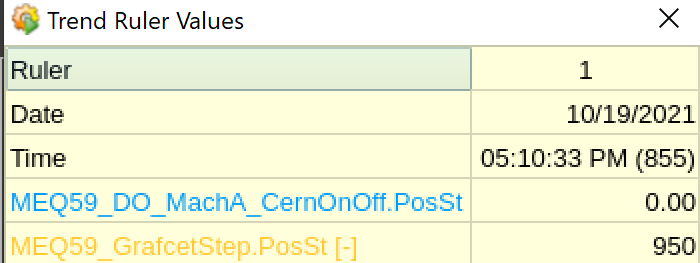 Trend Ruler Values
Ruler 1
Date 10/19/2021
Time 05:10:33 PM (855)
MEQ59_DO_MachA_CernOnOff.PosSt 0.00
MEQ59_GrafcetStep.PosSt [-] 950